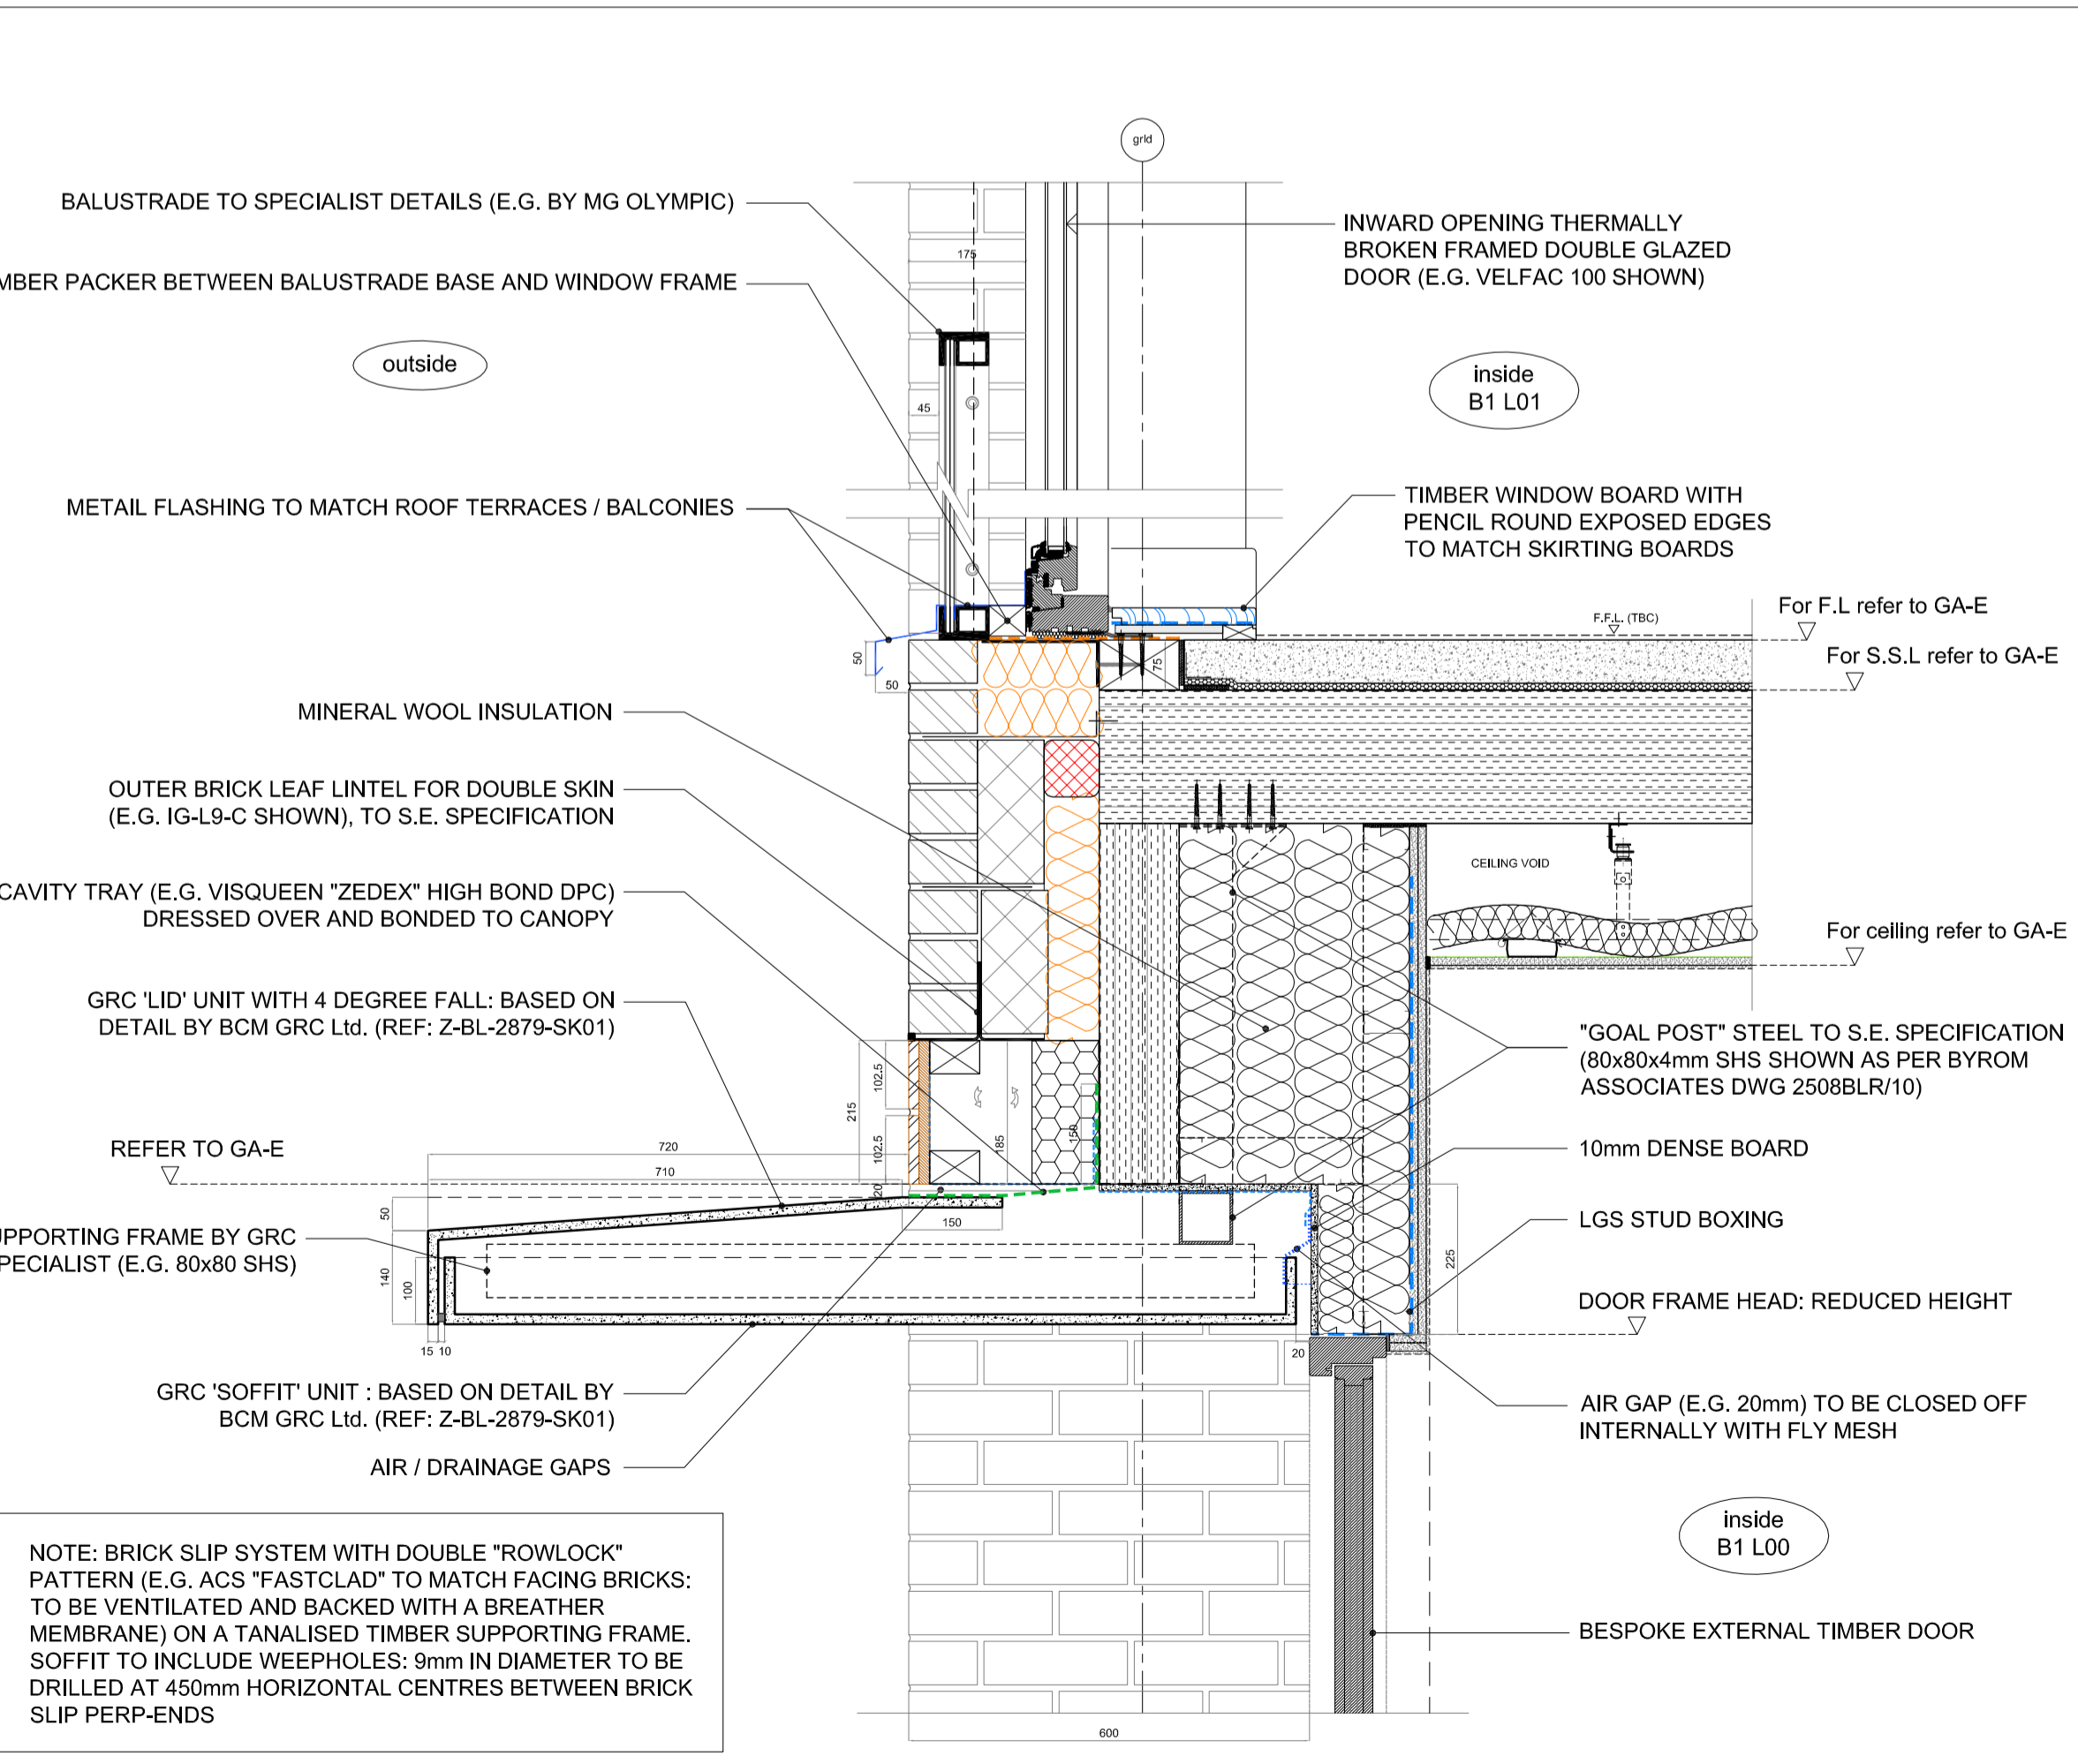 grid
BALUSTRADE TO SPECIALIST DETAILS (E.G. BY MG OLYMPIC)
INWARD OPENING THERMALLY
BROKEN FRAMED DOUBLE GLAZED
DOOR (E.G. VELFAC 100 SHOWN)
175
MBER PACKER BETWEEN BALUSTRADE BASE AND WINDOW FRAME
outside
inside
B1 L01
45
METAIL FLASHING TO MATCH ROOF TERRACES / BALCONIES
TIMBER WINDOW BOARD WITH
PENCIL ROUND EXPOSED EDGES
TO MATCH SKIRTING BOARDS
For F.L refer to GA-E
F.F.L. (TBC)
For S.S.L refer to GA-E
50
50
75
MINERAL WOOL INSULATION
OUTER BRICK LEAF LINTEL FOR DOUBLE SKIN
(E.G. IG-L9-C SHOWN), TO S.E. SPECIFICATION
CEILING VOID
CAVITY TRAY (E.G. VISQUEEN "ZEDEX" HIGH BOND DPC)
DRESSED OVER AND BONDED TO CANOPY
For ceiling refer to GA-E
GRC 'LID' UNIT WITH 4 DEGREE FALL: BASED ON
DETAIL BY BCM GRC Ltd. (REF: Z-BL-2879-SK01)
"GOAL POST" STEEL TO S.E. SPECIFICATION
(80x80x4mm SHS SHOWN AS PER BYROM
ASSOCIATES DWG 2508BLR/10)
215
102.5
102.5
185
150
REFER TO GA-E
720
710
20
10mm DENSE BOARD
50
150
LGS STUD BOXING
UPPORTING FRAME BY GRC
PECIALIST (E.G. 80x80 SHS)
140
100
225
DOOR FRAME HEAD: REDUCED HEIGHT
15 10
20
GRC 'SOFFIT' UNIT : BASED ON DETAIL BY
BCM GRC Ltd. (REF: Z-BL-2879-SK01)
AIR GAP (E.G. 20mm) TO BE CLOSED OFF
INTERNALLY WITH FLY MESH
AIR / DRAINAGE GAPS
inside
B1 L00
NOTE: BRICK SLIP SYSTEM WITH DOUBLE "ROWLOCK"
PATTERN (E.G. ACS "FASTCLAD" TO MATCH FACING BRICKS:
TO BE VENTILATED AND BACKED WITH A BREATHER
MEMBRANE) ON A TANALISED TIMBER SUPPORTING FRAME.
SOFFIT TO INCLUDE WEEPHOLES: 9mm IN DIAMETER TO BE
DRILLED AT 450mm HORIZONTAL CENTRES BETWEEN BRICK
SLIP PERP-ENDS
BESPOKE EXTERNAL TIMBER DOOR
600